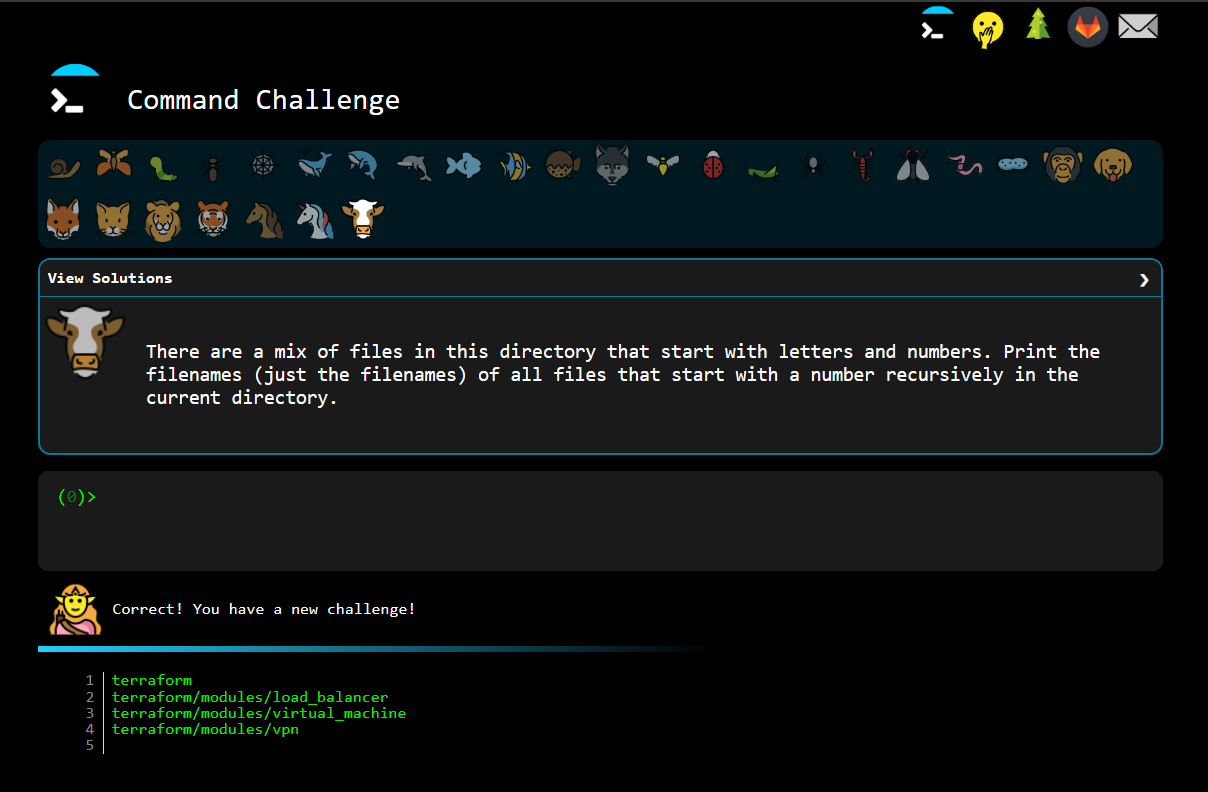 Command Challenge
View Solutions
There are a mix of files in this directory that start with letters and numbers. Print the
filenames (just the filenames) of all files that start with a number recursively in the
current directory.
(0)>
Correct! You have a new challenge!
1 terraform
2 terraform/modules/load_balancer
3 terraform/modules/virtual_machine
4 terraform/modules/vpn
5